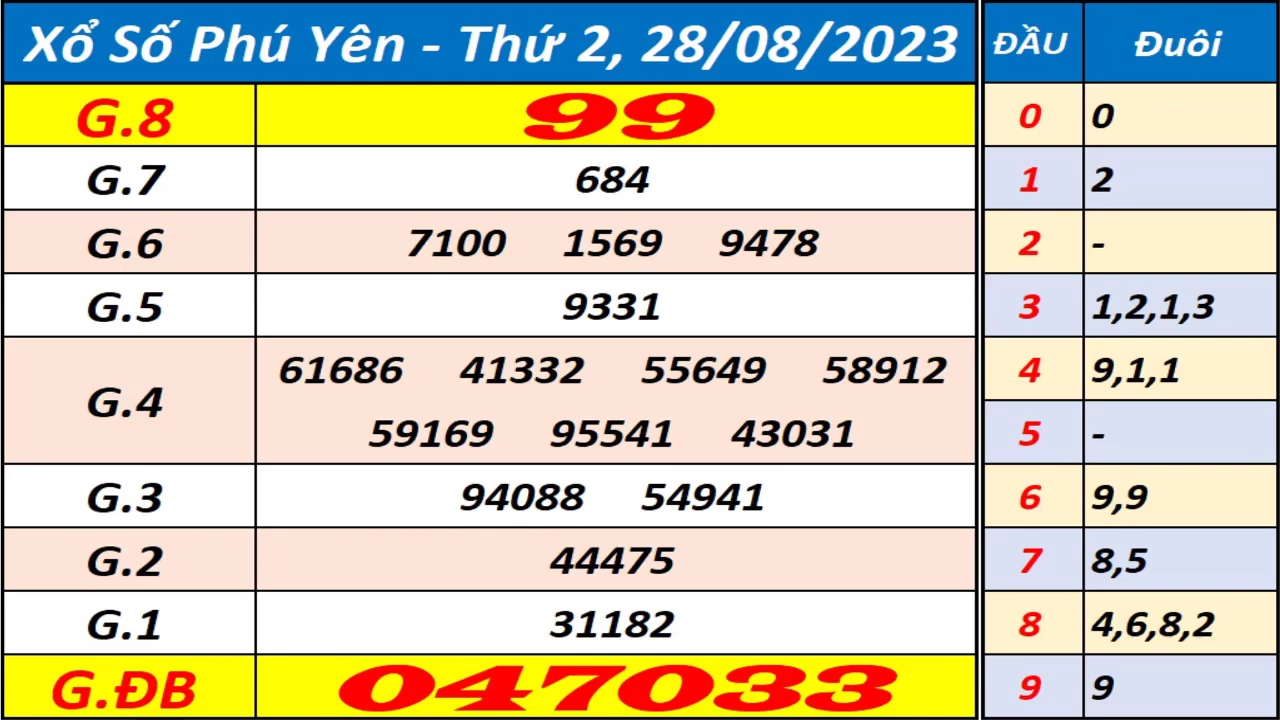 Xổ Số Phú Yên - Thứ 2, 28/08/2023
G.8 99
G.7 684
G.6 7100 1569 9478
G.5 9331
G.4 61686 41332 55649 58912
59169 95541 43031
G.3 94088 54941
G.2 44475
G.1 31182
G.ĐB 047033
ĐẦU Đuôi
0 0
1 2
2 -
3 1,2,1,3
4 9,1,1
5 -
6 9,9
7 8,5
8 4,6,8,2
9 9